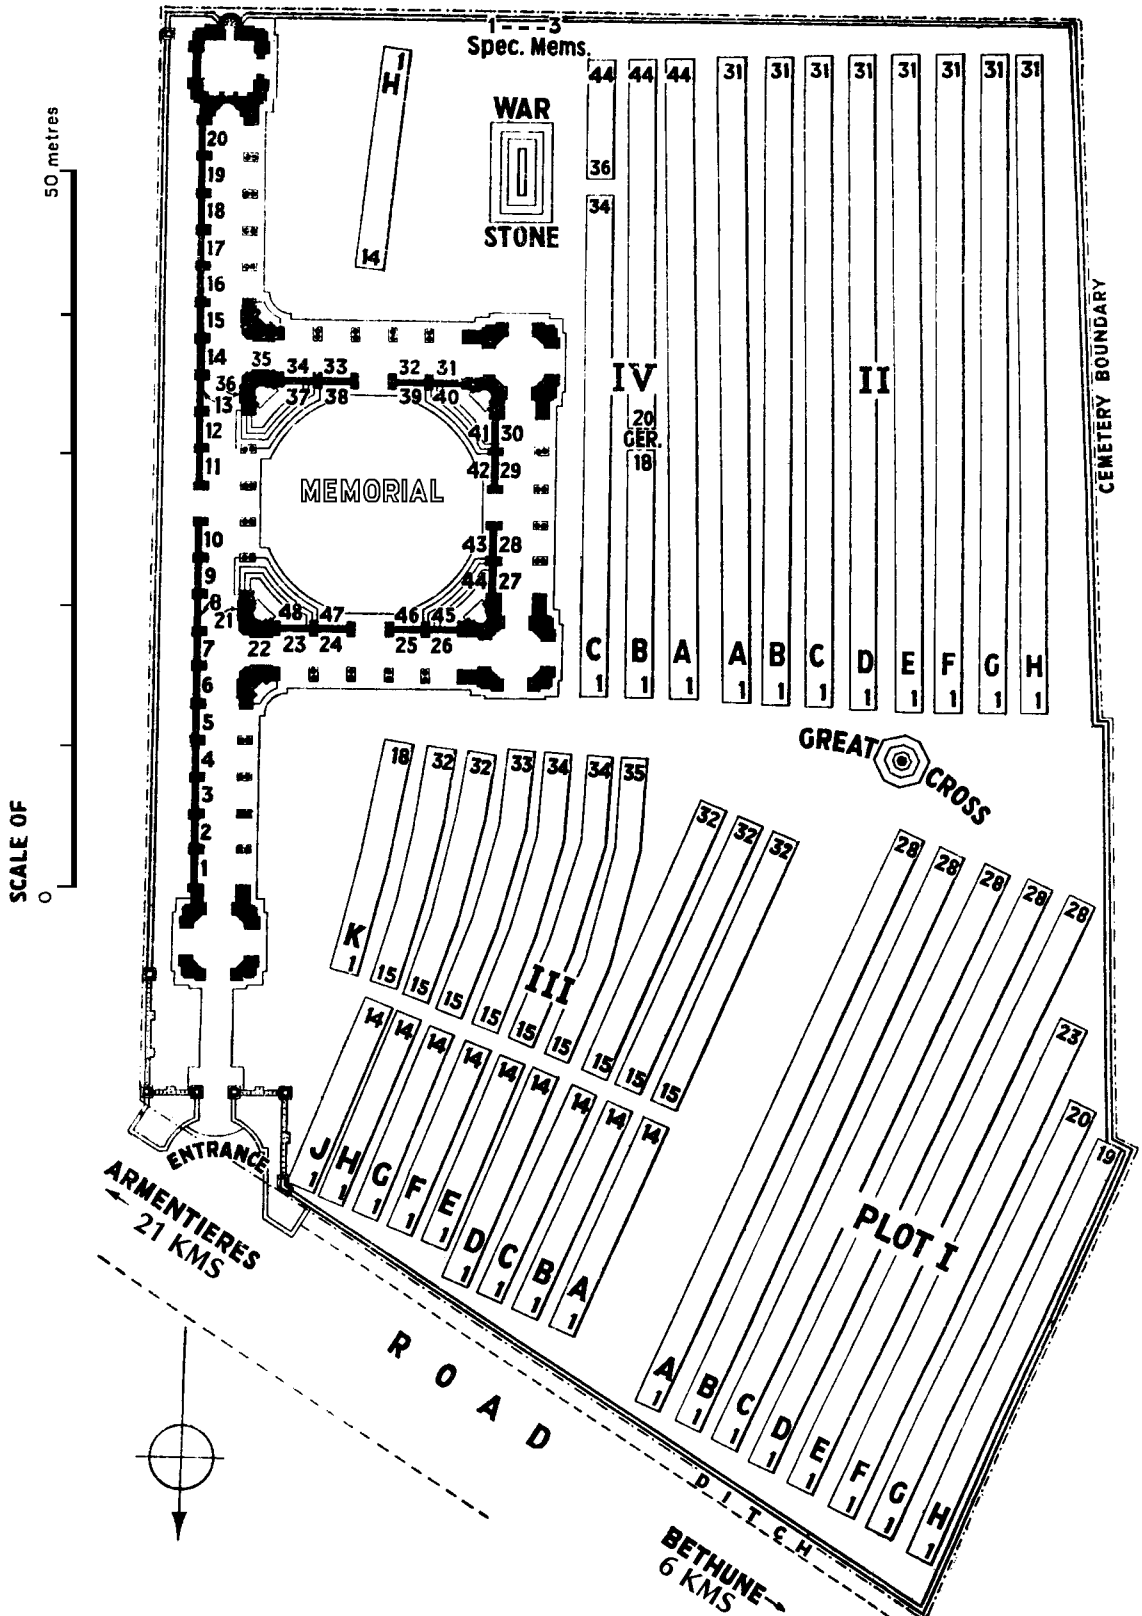 1---3
Spec. Mems.
1
H
14
WAR
STONE
44 44 44 31 31 31 31 31 31 31 31
36
34
50 metres
SCALE OF
0
20
19
18
17
16
15
14
13
12
11
10
9
8
7
6
5
4
3
2
1
35 34 33 32 31
36 37 38 39 40
41 30
42 29
43 28
44 27
21 48 47 46 45
22 23 24 25 26
MEMORIAL
IV
20
GER.
18
II
CEMETERY BOUNDARY
C B A A B C D E F G H
1 1 1 1 1 1 1 1 1 1 1
GREAT
CROSS
18 32 32 33 34 34 35
32 32 32
K
1
15 15 15 15 15 15 15 15 15
III
14 14 14 14 14 14 14 14 14
J H G F E D C B A
1 1 1 1 1 1 1 1 1
28 28 28 28 28
23
20
19
PLOT I
A B C D E F G H
1 1 1 1 1 1 1 1
ENTRANCE
ARMENTIERES
21 KMS
ROAD
DITCH
BETHUNE
6 KMS